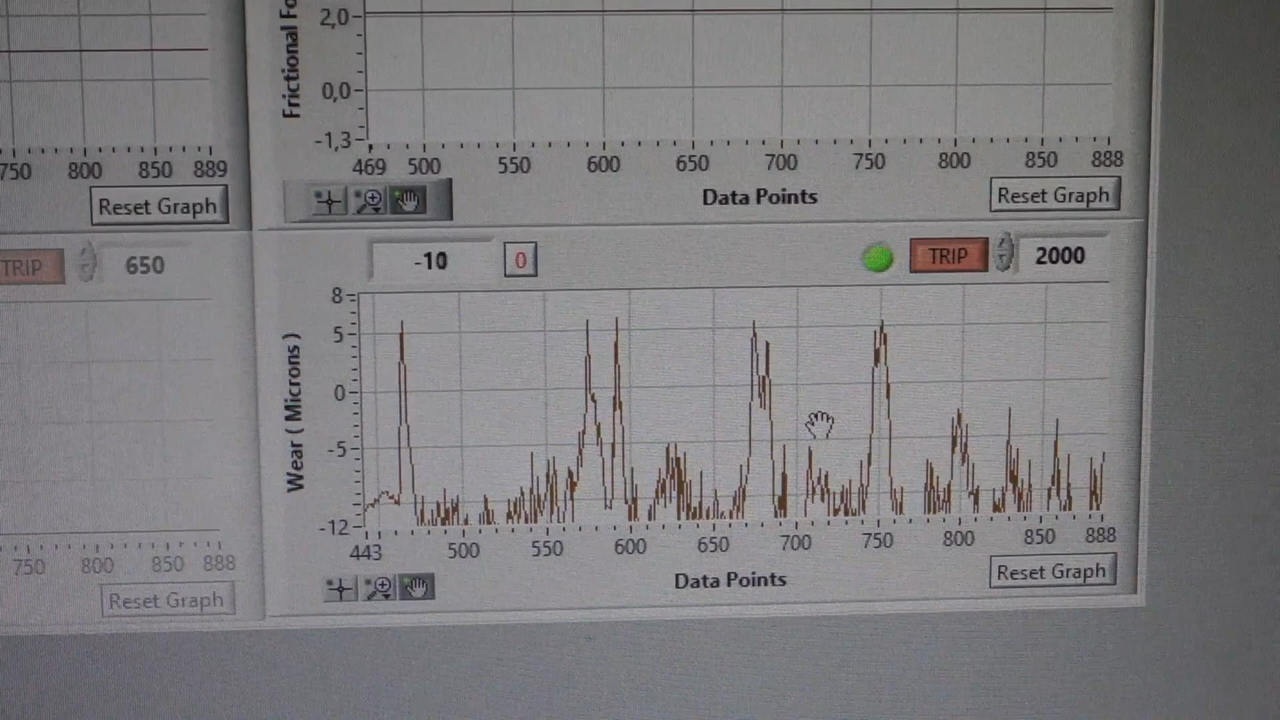 Frictional Fo
2,0
0,0
-1,3
750 800 850 889
469 500 550 600 650 700 750 800 850 888
Reset Graph
Data Points
Reset Graph
TRIP
650
-10
0
TRIP
2000
Wear ( Microns )
8
5
0
-5
-12
443 500 550 600 650 700 750 800 850 888
750 800 850 888
Data Points
Reset Graph
Reset Graph